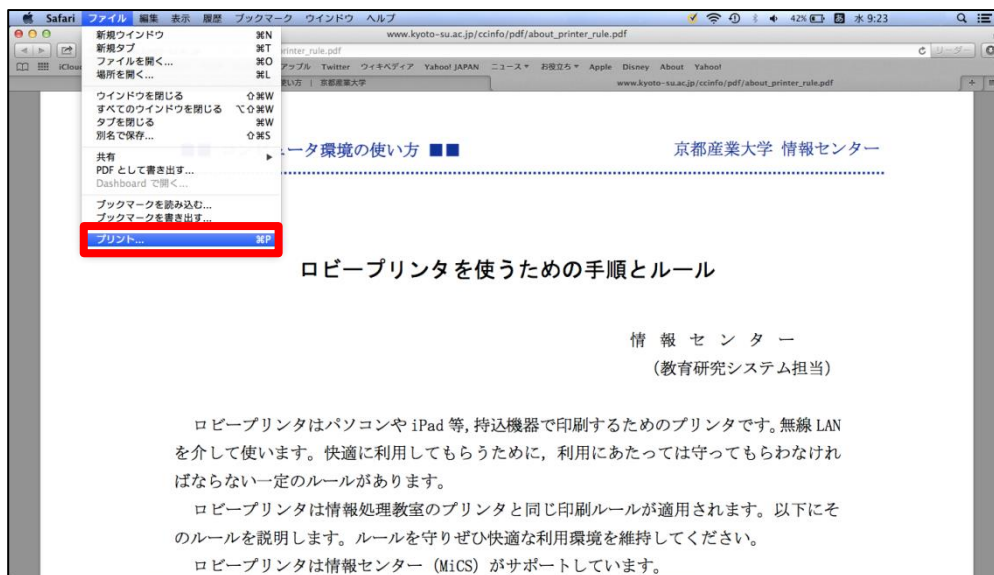 Safari ファイル 編集 表示 履歴 ブックマーク ウインドウ ヘルプ 42% あ 水 9:23
www.kyoto-su.ac.jp/ccinfo/pdf/about_printer_rule.pdf
新規ウインドウ ⌘N
新規タブ ⌘T
ファイルを開く... ⌘O
場所を開く... ⌘L
ウインドウを閉じる ⇧⌘W
すべてのウインドウを閉じる ⌥⇧⌘W
タブを閉じる ⌘W
別名で保存... ⇧⌘S
共有 ▶
PDF として書き出す...
Dashboard で開く...
ブックマークを読み込む...
ブックマークを書き出す...
プリント... ⌘P
rinter_rule.pdf リーダー
iClou アップル Twitter ウィキペディア Yahoo! JAPAN ニュース▼ お役立ち▼ Apple Disney About Yahoo!
使い方 | 京都産業大学 www.kyoto-su.ac.jp/ccinfo/pdf/about_printer_rule.pdf
ータ環境の使い方 ■■ 京都産業大学 情報センター
ロビープリンタを使うための手順とルール
情報センター
(教育研究システム担当)
ロビープリンタはパソコンや iPad 等,持込機器で印刷するためのプリンタです。無線 LAN
を介して使います。快適に利用してもらうために，利用にあたっては守ってもらわなけれ
ばならない一定のルールがあります。
ロビープリンタは情報処理教室のプリンタと同じ印刷ルールが適用されます。以下にそ
のルールを説明します。ルールを守りぜひ快適な利用環境を維持してください。
ロビープリンタは情報センター (MiCS) がサポートしています。